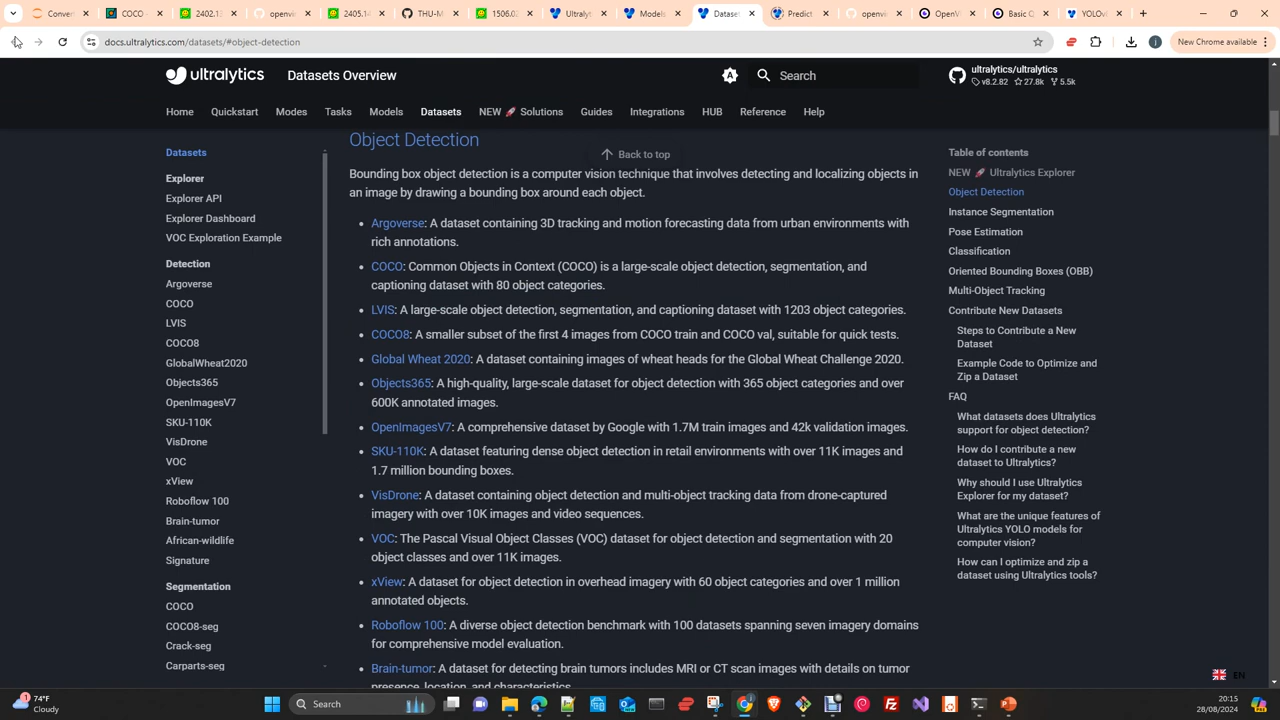 Convert
COCO -
2402.13
openvin
2405.14
THU-M
1506.02
Ultralyti
Models
Dataset
Predict
openvin
OpenVI
Basic Q
YOLOv
docs.ultralytics.com/datasets/#object-detection
New Chrome available
ultralytics
Datasets Overview
Search
ultralytics/ultralytics
v8.2.82 27.8k 5.5k
Home Quickstart Modes Tasks Models Datasets NEW 🚀 Solutions Guides Integrations HUB Reference Help
Datasets
Explorer
Explorer API
Explorer Dashboard
VOC Exploration Example
Detection
Argoverse
COCO
LVIS
COCO8
GlobalWheat2020
Objects365
OpenImagesV7
SKU-110K
VisDrone
VOC
xView
Roboflow 100
Brain-tumor
African-wildlife
Signature
Segmentation
COCO
COCO8-seg
Crack-seg
Carparts-seg
Object Detection
Back to top
Bounding box object detection is a computer vision technique that involves detecting and localizing objects in
an image by drawing a bounding box around each object.
Argoverse: A dataset containing 3D tracking and motion forecasting data from urban environments with
rich annotations.
COCO: Common Objects in Context (COCO) is a large-scale object detection, segmentation, and
captioning dataset with 80 object categories.
LVIS: A large-scale object detection, segmentation, and captioning dataset with 1203 object categories.
COCO8: A smaller subset of the first 4 images from COCO train and COCO val, suitable for quick tests.
Global Wheat 2020: A dataset containing images of wheat heads for the Global Wheat Challenge 2020.
Objects365: A high-quality, large-scale dataset for object detection with 365 object categories and over
600K annotated images.
OpenImagesV7: A comprehensive dataset by Google with 1.7M train images and 42k validation images.
SKU-110K: A dataset featuring dense object detection in retail environments with over 11K images and
1.7 million bounding boxes.
VisDrone: A dataset containing object detection and multi-object tracking data from drone-captured
imagery with over 10K images and video sequences.
VOC: The Pascal Visual Object Classes (VOC) dataset for object detection and segmentation with 20
object classes and over 11K images.
xView: A dataset for object detection in overhead imagery with 60 object categories and over 1 million
annotated objects.
Roboflow 100: A diverse object detection benchmark with 100 datasets spanning seven imagery domains
for comprehensive model evaluation.
Brain-tumor: A dataset for detecting brain tumors includes MRI or CT scan images with details on tumor
presence, location, and characteristics.
Table of contents
NEW 🚀 Ultralytics Explorer
Object Detection
Instance Segmentation
Pose Estimation
Classification
Oriented Bounding Boxes (OBB)
Multi-Object Tracking
Contribute New Datasets
Steps to Contribute a New
Dataset
Example Code to Optimize and
Zip a Dataset
FAQ
What datasets does Ultralytics
support for object detection?
How do I contribute a new
dataset to Ultralytics?
Why should I use Ultralytics
Explorer for my dataset?
What are the unique features of
Ultralytics YOLO models for
computer vision?
How can I optimize and zip a
dataset using Ultralytics tools?
EN
74°F
Cloudy
Search
20:15
28/08/2024